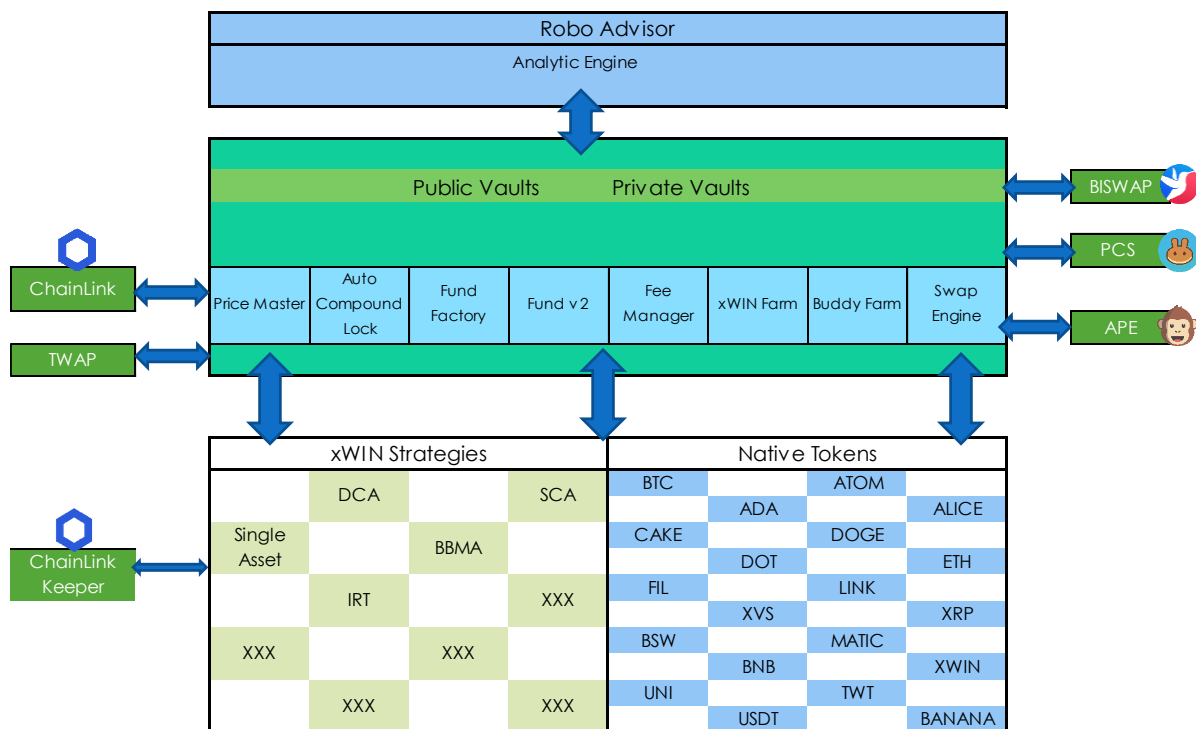 Robo Advisor
Analytic Engine
Public Vaults Private Vaults
BISWAP
PCS
APE
ChainLink
TWAP
Price Master
Auto
Compound
Lock
Fund
Factory
Fund v2
Fee
Manager
xWIN Farm
Buddy Farm
Swap
Engine
xWIN Strategies
Native Tokens
ChainLink
Keeper
DCA
SCA
Single
Asset
BBMA
IRT
XXX
XXX
XXX
XXX
XXX
BTC
ATOM
ADA
ALICE
CAKE
DOGE
DOT
ETH
FIL
LINK
XVS
XRP
BSW
MATIC
BNB
XWIN
UNI
TWT
USDT
BANANA